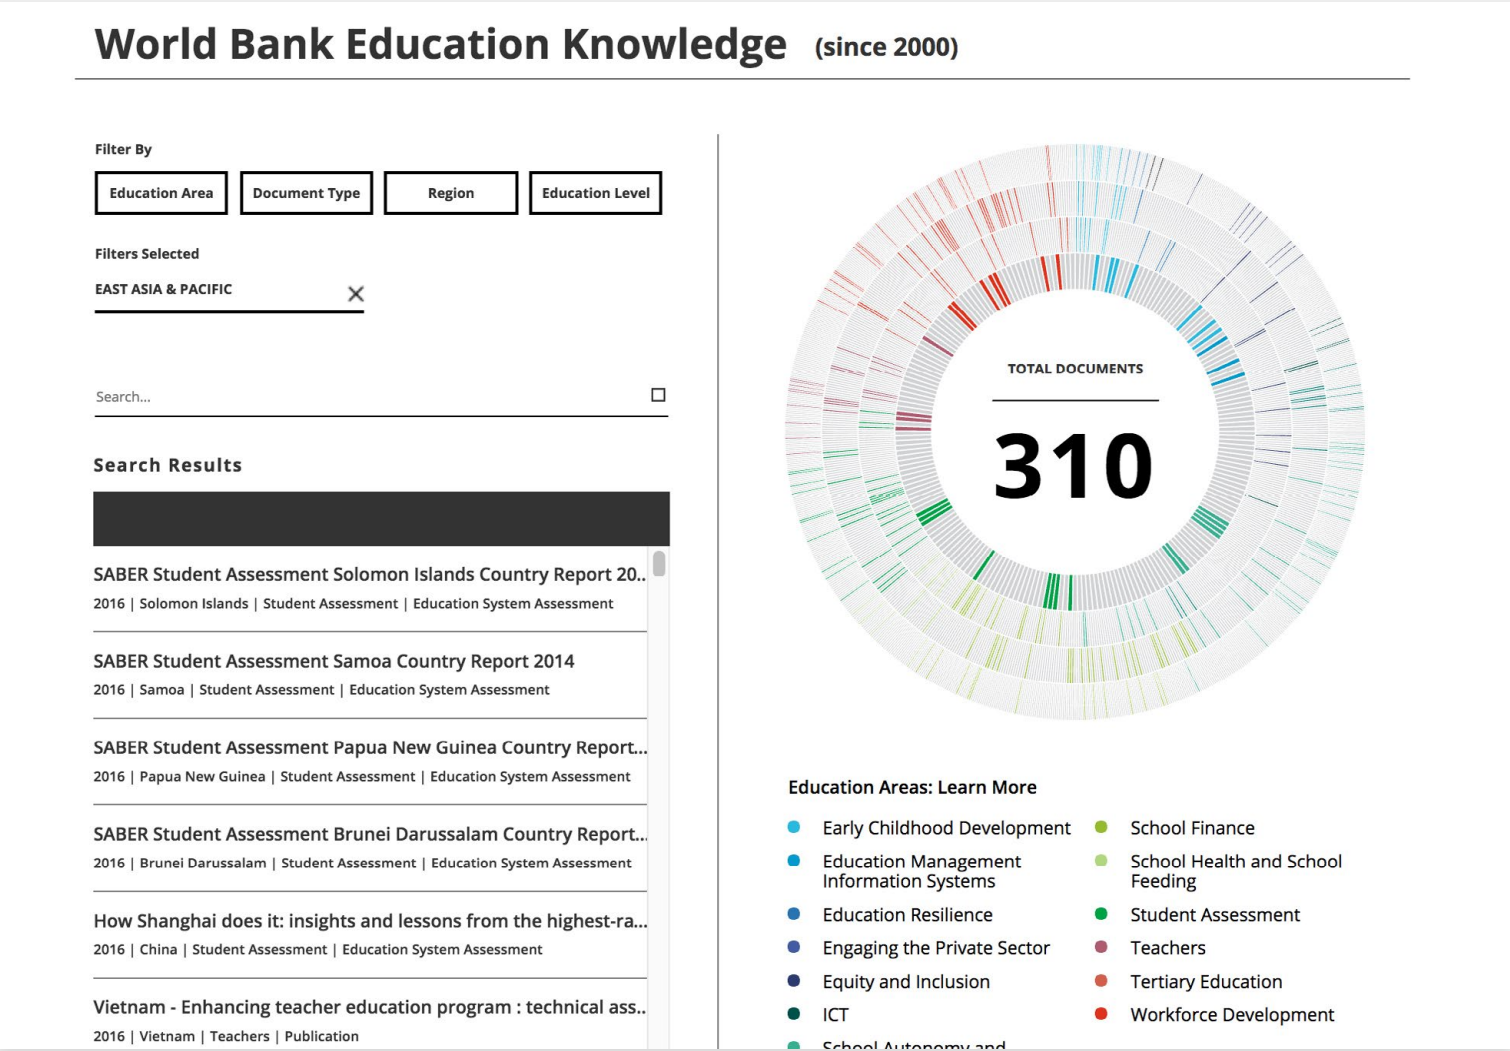 World Bank Education Knowledge (since 2000)
Filter By
Education Area
Document Type
Region
Education Level
Filters Selected
EAST ASIA & PACIFIC
Search...
Search Results
SABER Student Assessment Solomon Islands Country Report 20..
2016 | Solomon Islands | Student Assessment | Education System Assessment
SABER Student Assessment Samoa Country Report 2014
2016 | Samoa | Student Assessment | Education System Assessment
SABER Student Assessment Papua New Guinea Country Report...
2016 | Papua New Guinea | Student Assessment | Education System Assessment
SABER Student Assessment Brunei Darussalam Country Report...
2016 | Brunei Darussalam | Student Assessment | Education System Assessment
How Shanghai does it: insights and lessons from the highest-ra...
2016 | China | Student Assessment | Education System Assessment
Vietnam - Enhancing teacher education program : technical ass..
2016 | Vietnam | Teachers | Publication
TOTAL DOCUMENTS
310
Education Areas: Learn More
Early Childhood Development
Education Management
Information Systems
Education Resilience
Engaging the Private Sector
Equity and Inclusion
ICT
School Autonomy and
School Finance
School Health and School
Feeding
Student Assessment
Teachers
Tertiary Education
Workforce Development